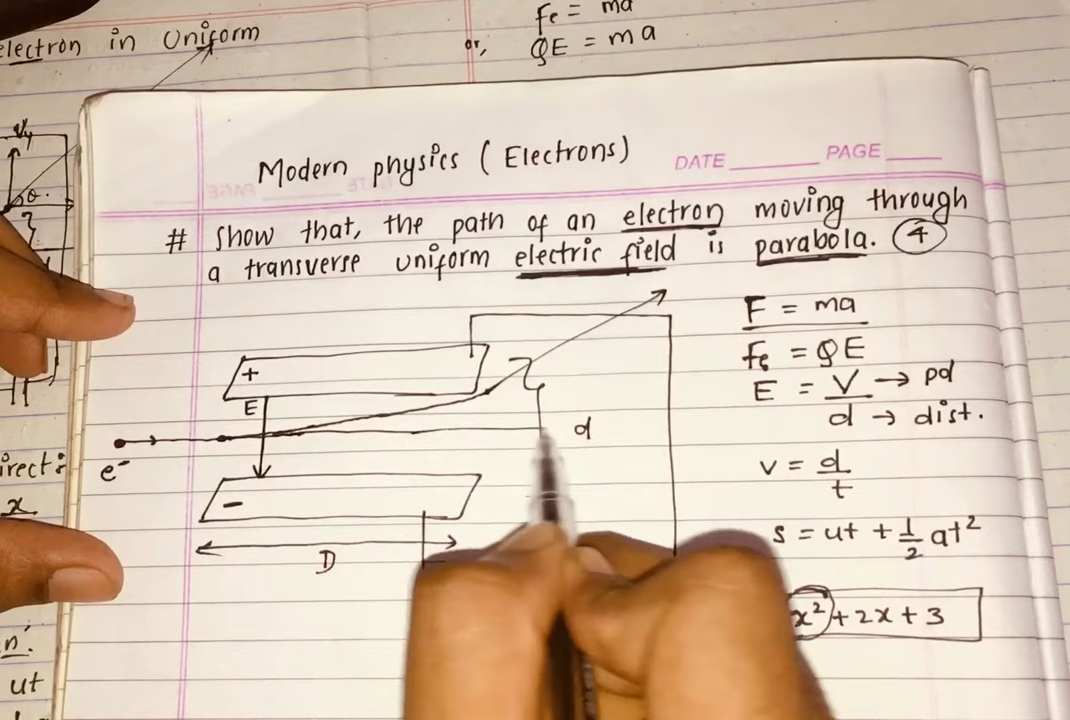 electron in Uniform
Fe = ma
or, QE = ma
DATE PAGE
Modern physics ( Electrons)
# Show that, the path of an electron moving through
a transverse uniform electric field is parabola. 4
Vy
θ.
+
E
e-
-
D
d
F = ma
fe = QE
E = V/d → pd
→ dist.
v = d/t
s = ut + 1/2 at²
x² + 2x + 3
x
ut